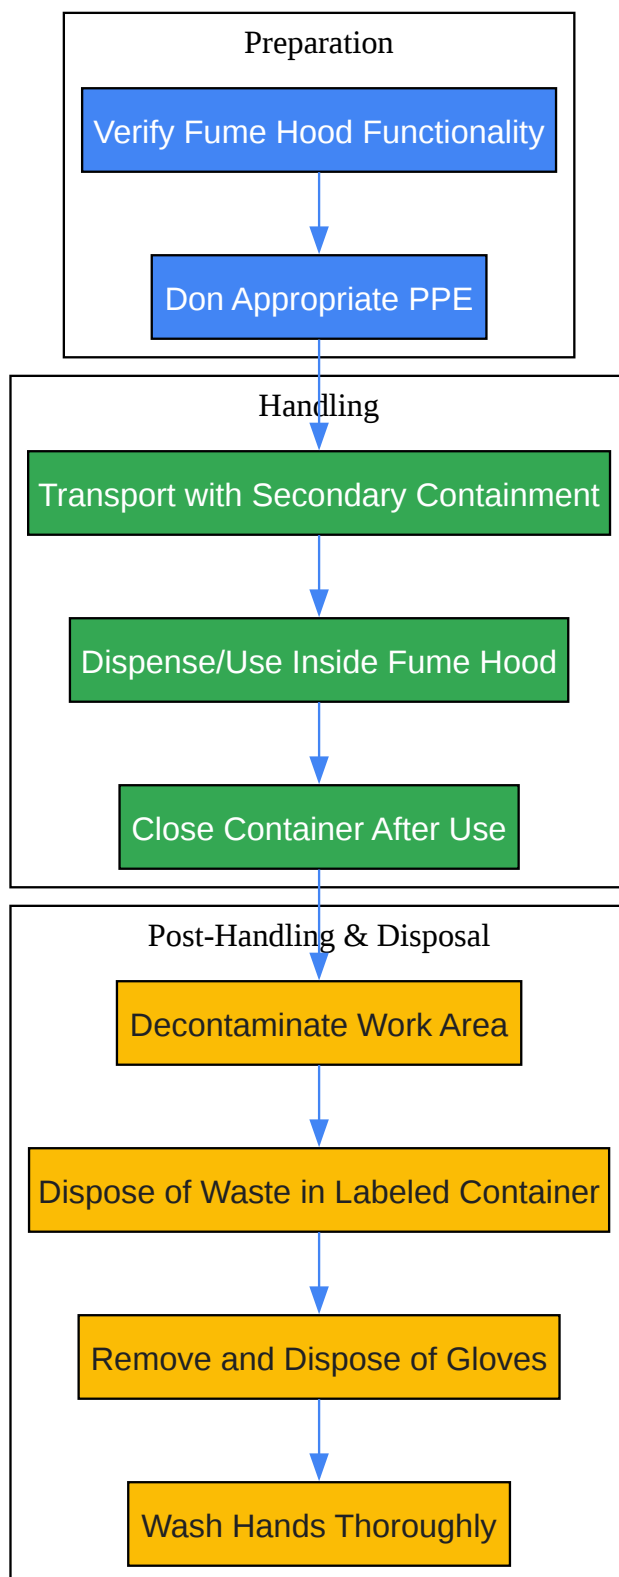 Preparation
Verify Fume Hood Functionality
Don Appropriate PPE
Handling
Transport with Secondary Containment
Dispense/Use Inside Fume Hood
Close Container After Use
Post-Handling & Disposal
Decontaminate Work Area
Dispose of Waste in Labeled Container
Remove and Dispose of Gloves
Wash Hands Thoroughly